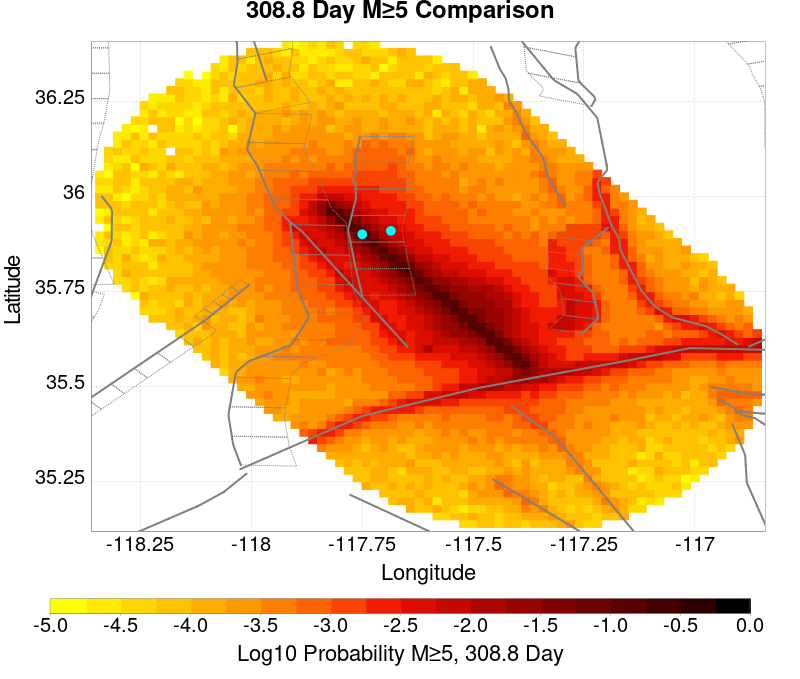 308.8 Day M≥5 Comparison
36.25
36
35.75
35.5
35.25
Latitude
-118.25 -118 -117.75 -117.5 -117.25 -117
Longitude
-5.0 -4.5 -4.0 -3.5 -3.0 -2.5 -2.0 -1.5 -1.0 -0.5 0.0
Log10 Probability M≥5, 308.8 Day